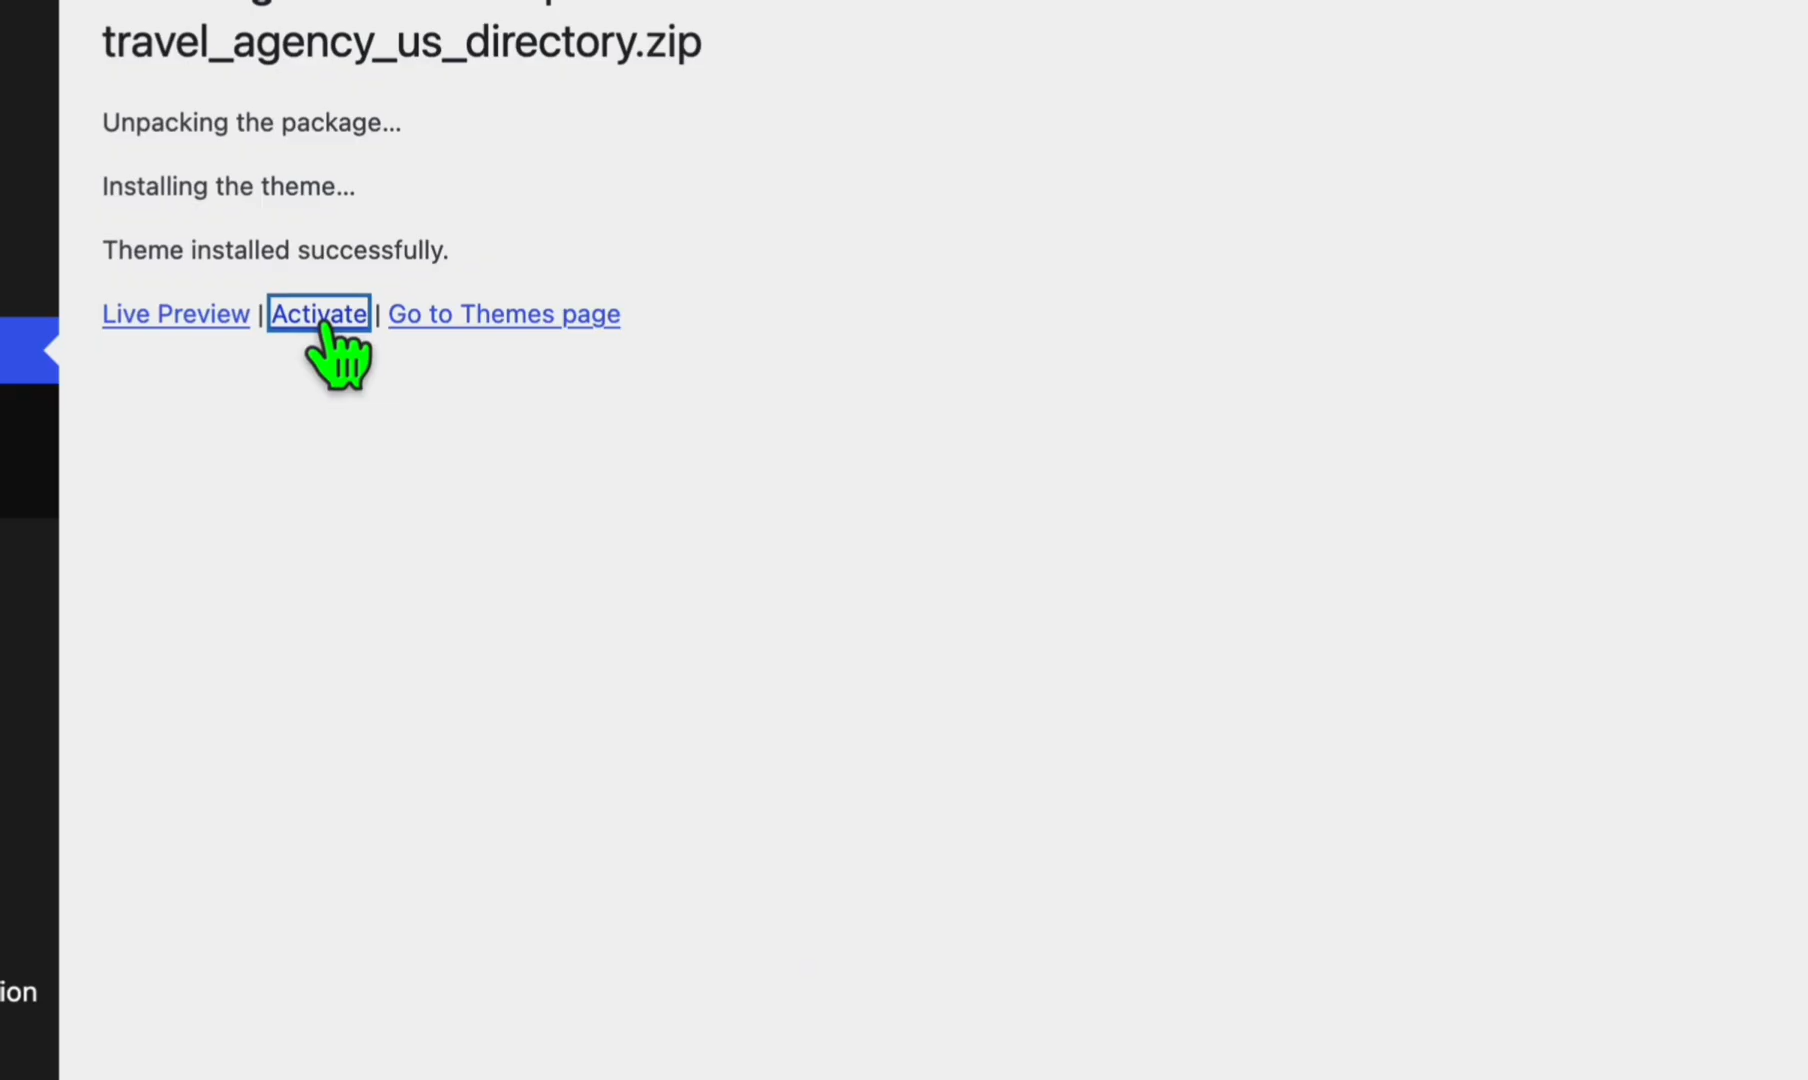 travel_agency_us_directory.zip
Unpacking the package...
Installing the theme...
Theme installed successfully.
Live Preview | Activate | Go to Themes page
ion